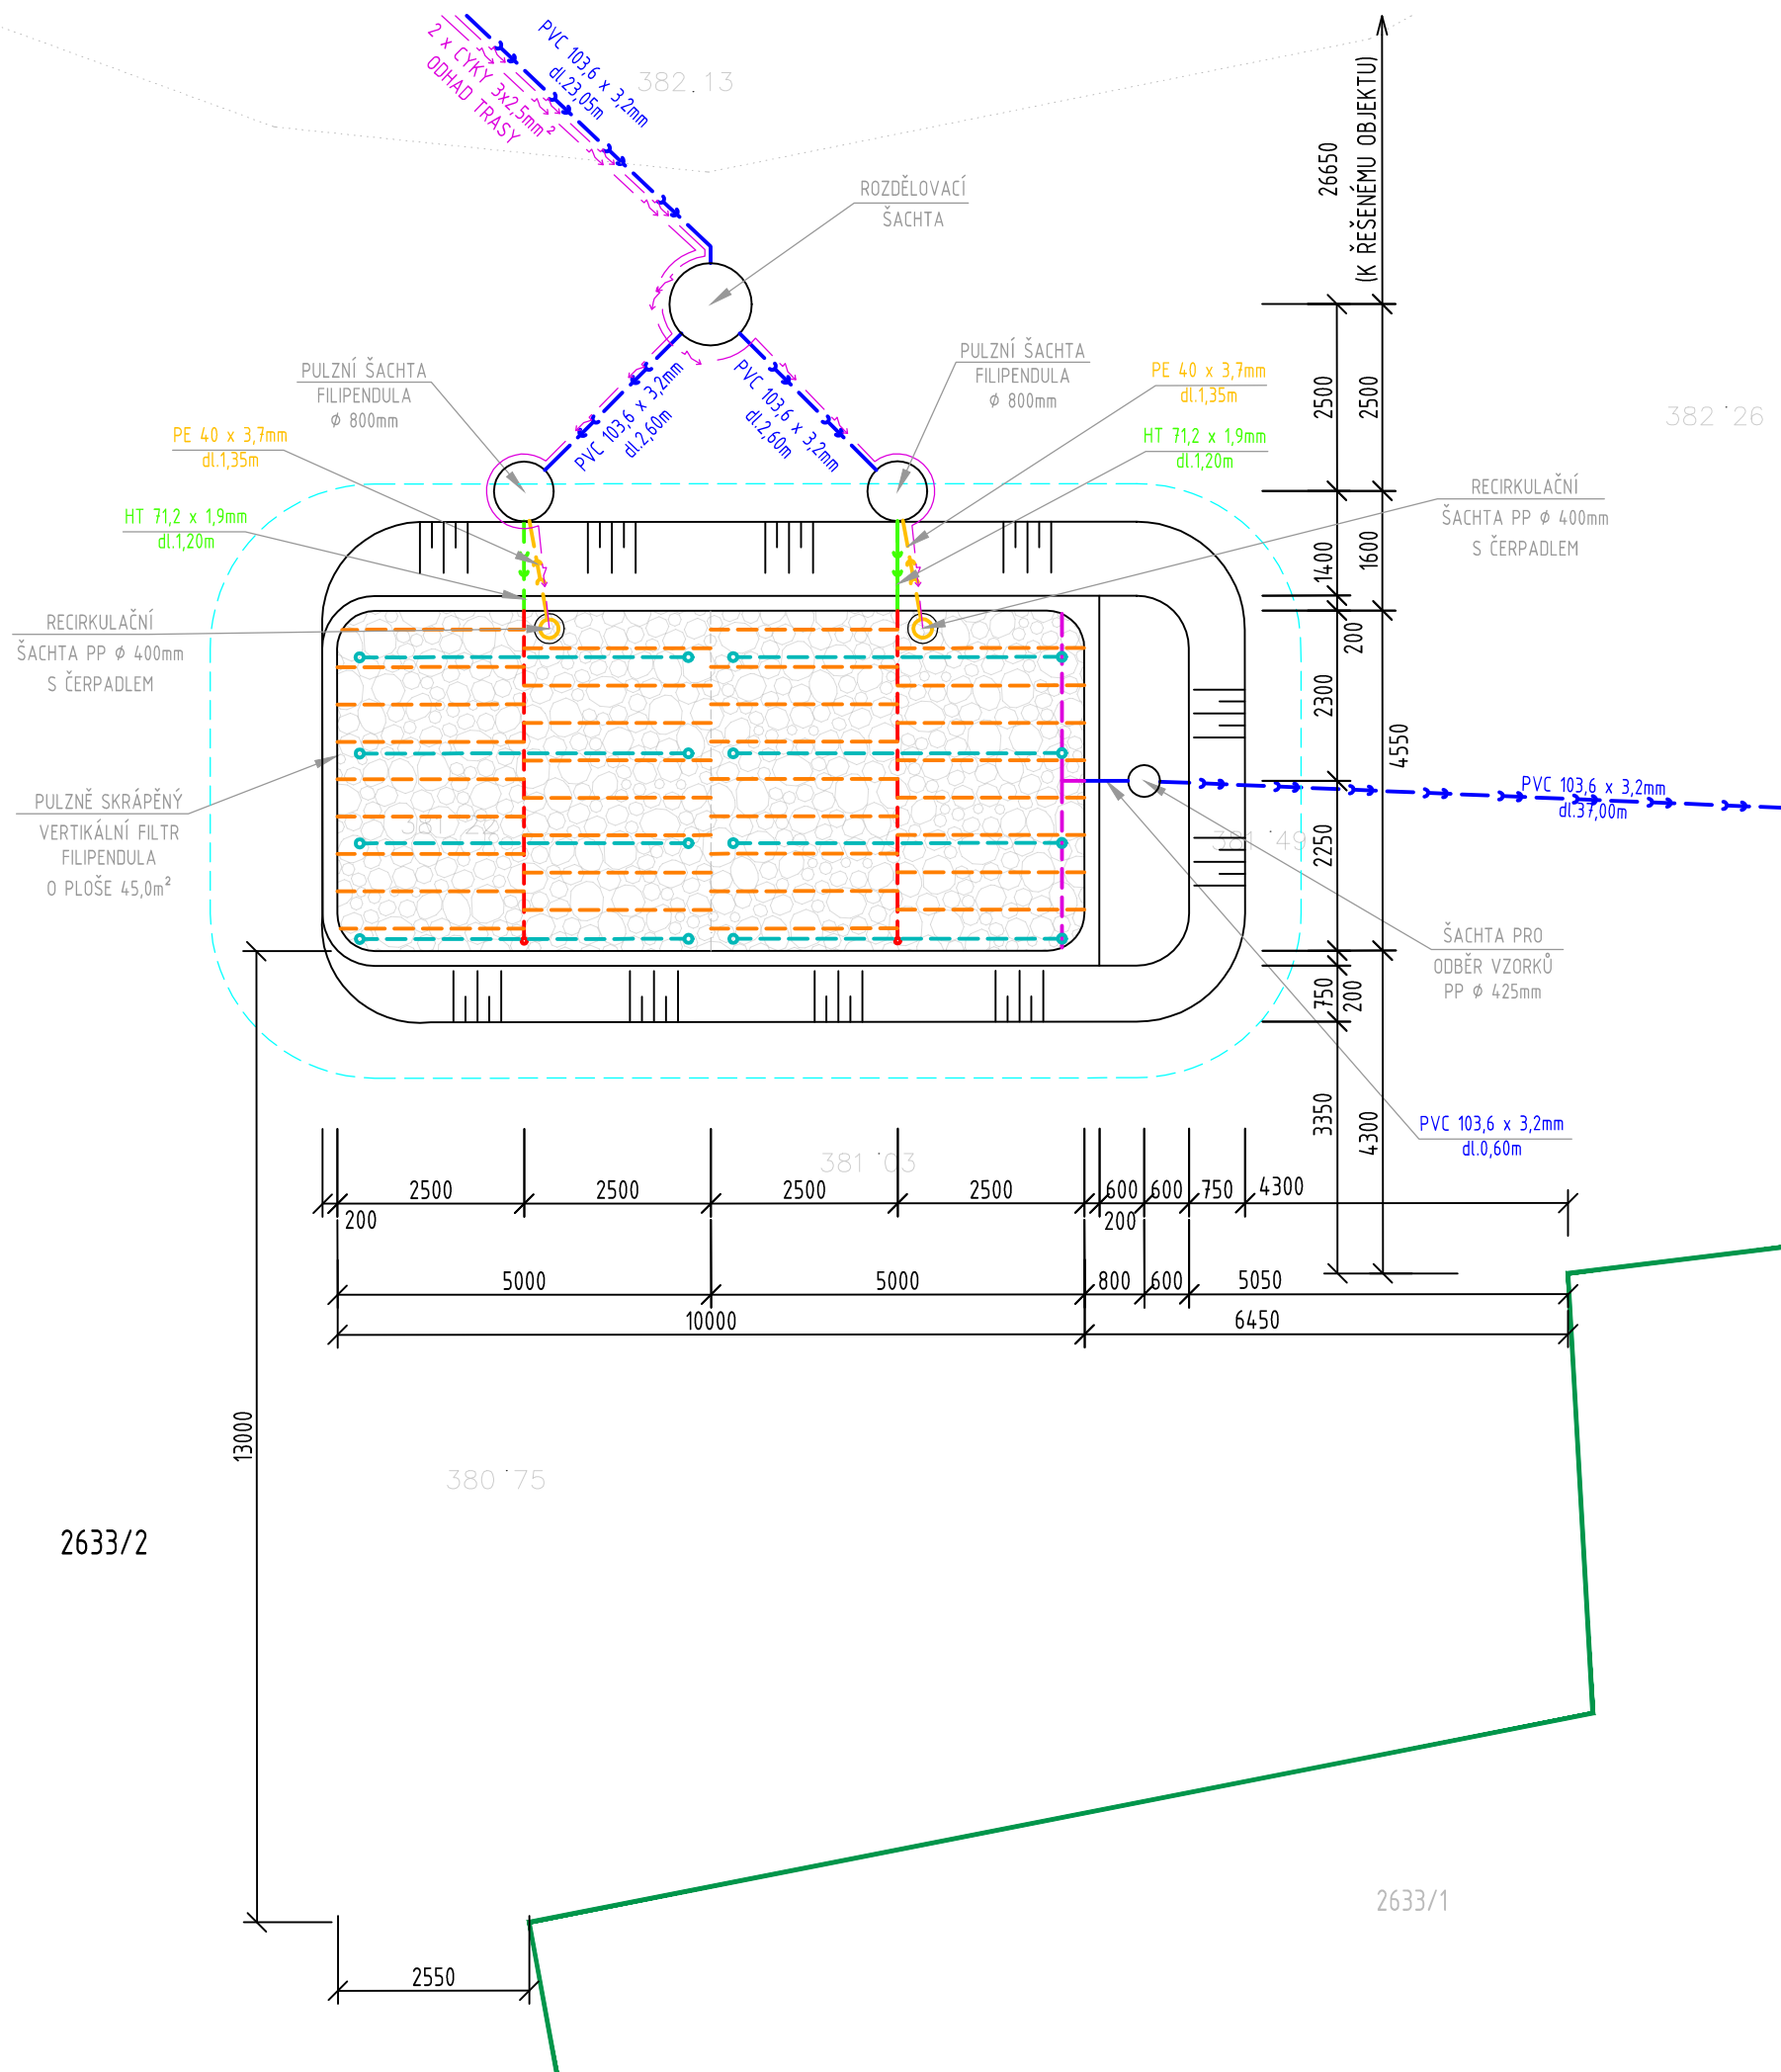 PVC 103,6 x 3,2mm
dl.23,05m
2 x CYKY 3x2,5mm²
ODHAD TRASY
382.13
ROZDĚLOVACÍ
ŠACHTA
26650
(K ŘEŠENÉMU OBJEKTU)
PULZNÍ ŠACHTA
FILIPENDULA
φ 800mm
PULZNÍ ŠACHTA
FILIPENDULA
φ 800mm
PVC 103,6 x 3,2mm
dl.2,60m
PVC 103,6 x 3,2mm
dl.2,60m
PE 40 x 3,7mm
dl.1,35m
HT 71,2 x 1,9mm
dl.1,20m
2500
2500
382.26
PE 40 x 3,7mm
dl.1,35m
HT 71,2 x 1,9mm
dl.1,20m
RECIRKULAČNÍ
ŠACHTA PP φ 400mm
S ČERPADLEM
1400
1600
RECIRKULAČNÍ
ŠACHTA PP φ 400mm
S ČERPADLEM
200
2300
4550
PULZNĚ SKRÁPĚNÝ
VERTIKÁLNÍ FILTR
FILIPENDULA
O PLOŠE 45,0m²
381.22
381.49
PVC 103,6 x 3,2mm
dl.37,00m
2250
ŠACHTA PRO
ODBĚR VZORKŮ
PP φ 425mm
750
200
3350
4300
PVC 103,6 x 3,2mm
dl.0,60m
381.03
2500
2500
2500
2500
600
600
750
4300
200
200
5000
5000
800
600
5050
10000
6450
13000
380.75
2633/2
2633/1
2550